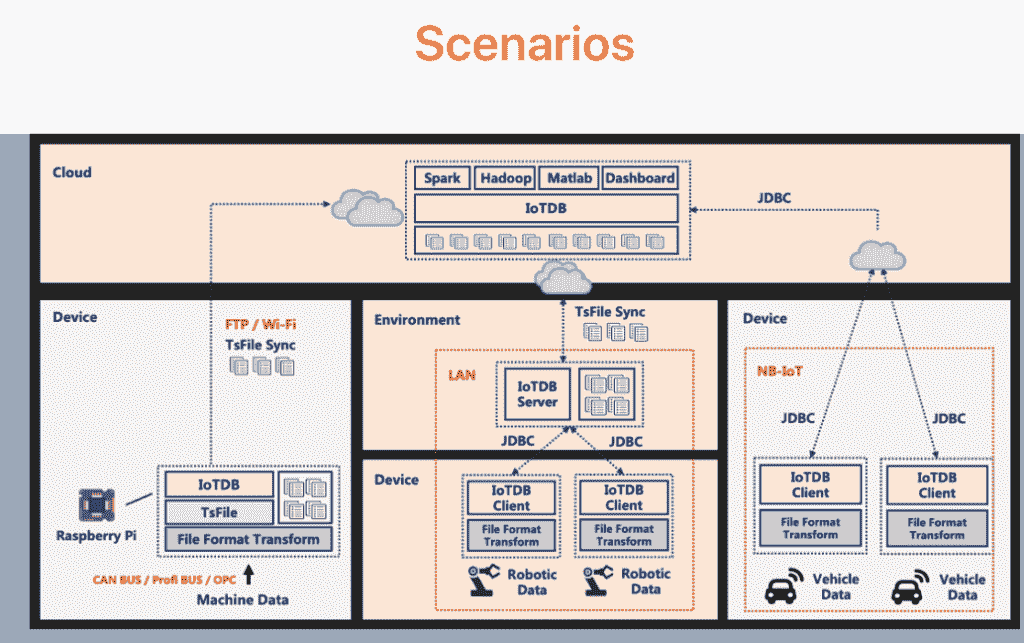 Scenarios
Cloud
Spark
Hadoop
Matlab
Dashboard
IoTDB
JDBC
Device
FTP / Wi-Fi
TsFile Sync
IoTDB
TsFile
File Format Transform
Raspberry Pi
CAN BUS / Profi BUS / OPC
Machine Data
Environment
TsFile Sync
LAN
IoTDB
Server
JDBC
JDBC
Device
IoTDB
Client
File Format
Transform
Robotic
Data
IoTDB
Client
File Format
Transform
Robotic
Data
Device
NB-IoT
JDBC
JDBC
IoTDB
Client
File Format
Transform
Vehicle
Data
IoTDB
Client
File Format
Transform
Vehicle
Data